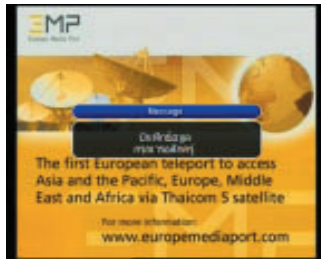 EMP
Europe Media Port
Message
The first European teleport to access
Asia and the Pacific, Europe, Middle
East and Africa via Thaicom 5 satellite
For more information:
www.europemediaport.com